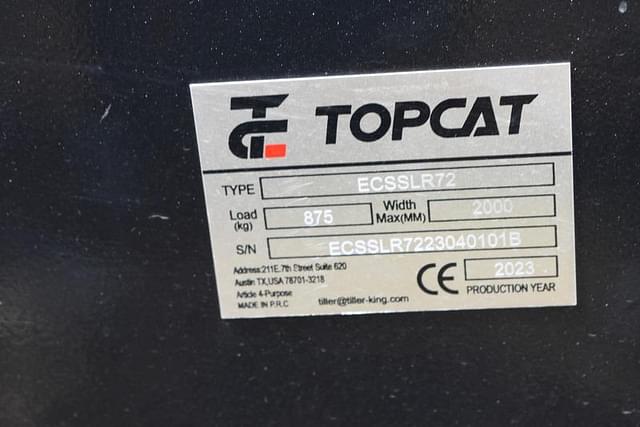 TOPCAT
TYPE ECSSLR72
Load (kg) 875 Width Max(MM) 2000
S/N ECSSLR7223040101B
Address:211E.7th Street Suite 620
Austin TX,USA 78701-3218
Article 4-Purpose
MADE IN P.R.C
tiller@tiller-king.com
CE 2023
PRODUCTION YEAR